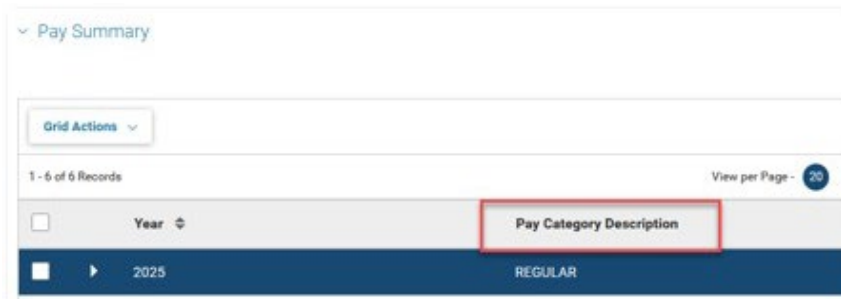 Pay Summary
Grid Actions
1 - 6 of 6 Records View per Page - 20
Year Pay Category Description
2025 REGULAR